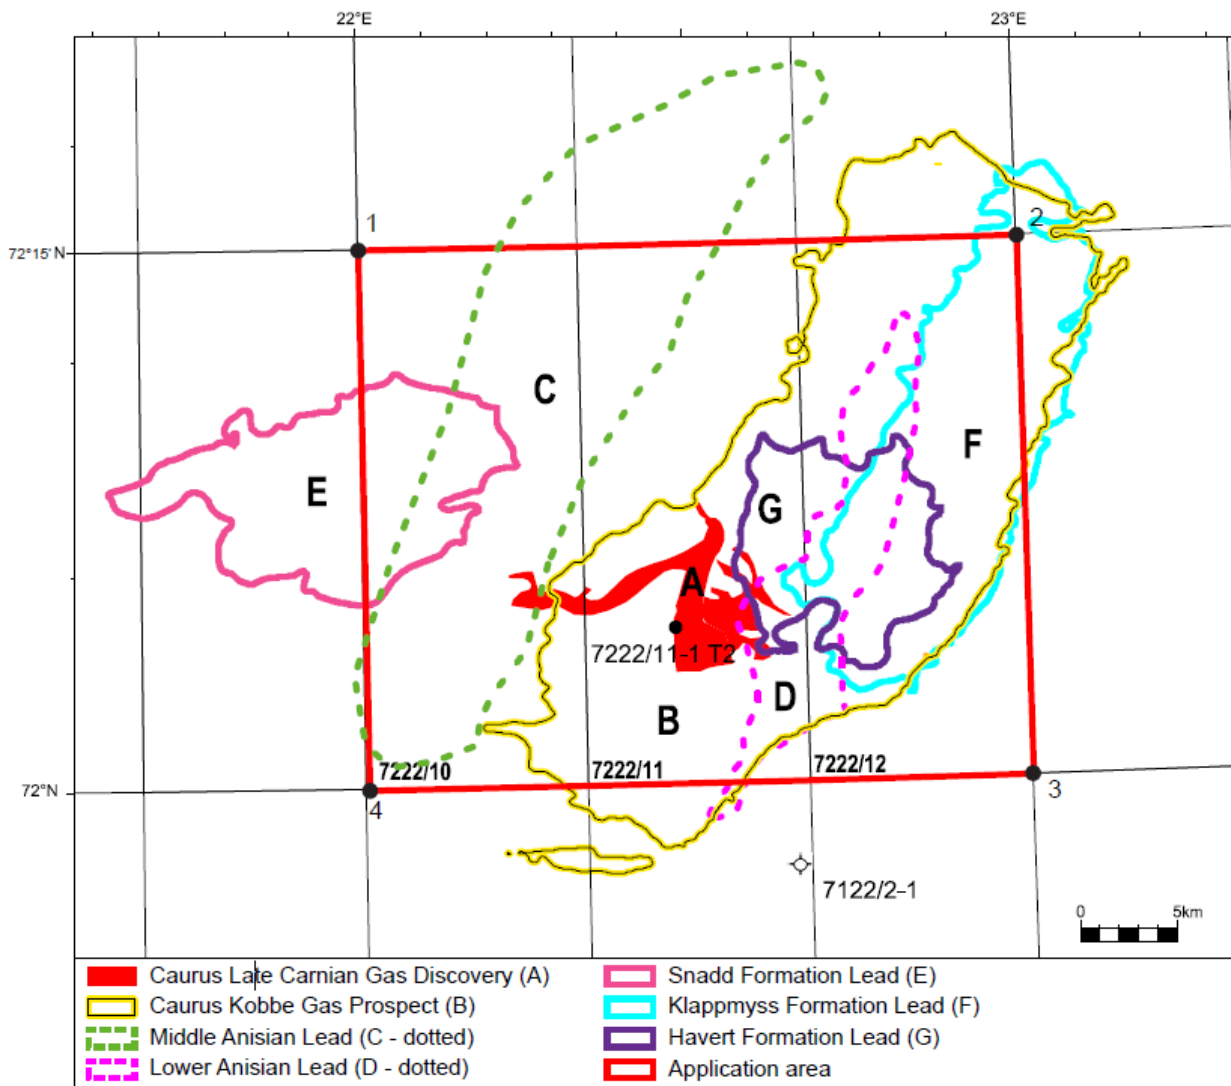 22°E
23°E
1
2
72°15'N
C
E
F
G
A
7222/11-1 T2
D
B
7222/10
7222/11
7222/12
72°N
4
3
7122/2-1
0
5km
Caurus Late Carnian Gas Discovery (A)
Caurus Kobbe Gas Prospect (B)
Middle Anisian Lead (C - dotted)
Lower Anisian Lead (D - dotted)
Snadd Formation Lead (E)
Klappmyss Formation Lead (F)
Havert Formation Lead (G)
Application area